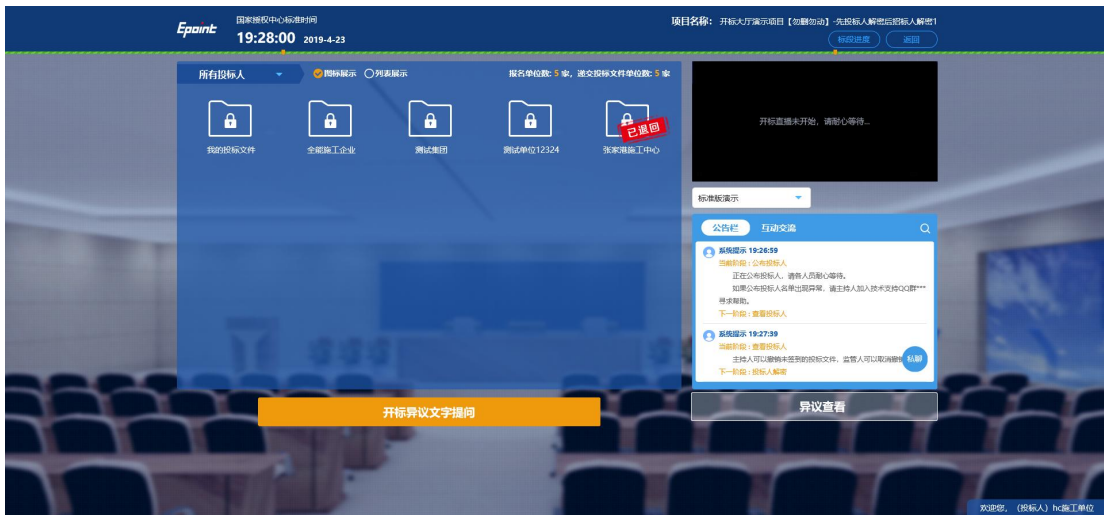 Epoint
国家授权中心标准时间
19:28:00 2019-4-23
项目名称： 开标大厅演示项目【勿删勿动】-先投标人解密后招标人解密1
标段进度
返回
所有投标人
图标展示
列表展示
报名单位数: 5 家，递交投标文件单位数: 5 家
我的投标文件
全能施工企业
测试集团
测试单位12324
已退回
张家港施工中心
开标直播未开始，请耐心等待...
标准版演示
公告栏
互动交流
系统提示 19:26:59
当前阶段：公布投标人
正在公布投标人，请各人员耐心等待。
如果公布投标人名单出现异常，请主持人加入技术支持QQ群***
寻求帮助。
下一阶段：查看投标人
系统提示 19:27:39
当前阶段：查看投标人
主持人可以撤销未签到的投标文件，监管人可以取消撤销
私聊
下一阶段：投标人解密
开标异议文字提问
异议查看
欢迎您，（投标人）hc施工单位